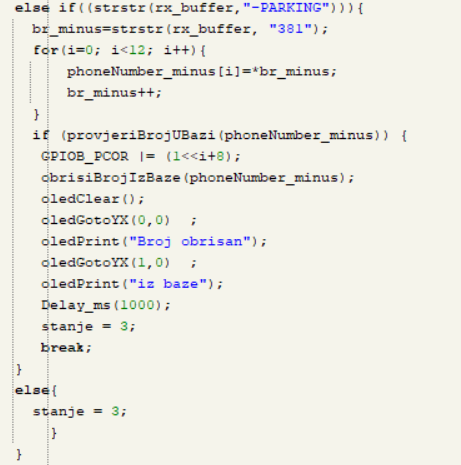 else if((strstr(rx_buffer,"-PARKING"))){
br_minus=strstr(rx_buffer, "381");
for(i=0; i<12; i++){
phoneNumber_minus[i]=*br_minus;
br_minus++;
}
if (provjeriBrojUBazi(phoneNumber_minus)) {
GPIOB_PCOR |= (1<<i+8);
obrisiBrojIzBaze(phoneNumber_minus);
oledClear();
oledGotoYX(0,0)  ;
oledPrint("Broj obrisan");
oledGotoYX(1,0)  ;
oledPrint("iz baze");
Delay_ms(1000);
stanje = 3;
break;
}
else{
stanje = 3;
}
}